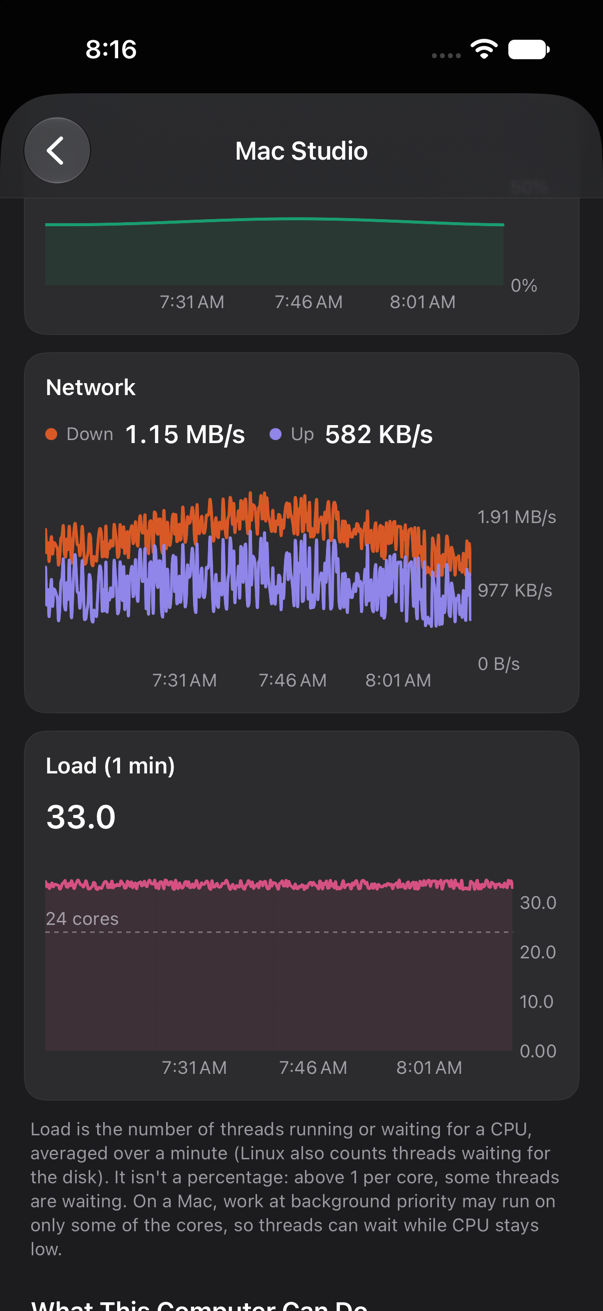 8:16
Mac Studio
50%
0%
7:31 AM 7:46 AM 8:01 AM
Network
Down 1.15 MB/s Up 582 KB/s
1.91 MB/s
977 KB/s
0 B/s
7:31 AM 7:46 AM 8:01 AM
Load (1 min)
33.0
30.0
24 cores
20.0
10.0
0.00
7:31 AM 7:46 AM 8:01 AM
Load is the number of threads running or waiting for a CPU,
averaged over a minute (Linux also counts threads waiting for
the disk). It isn't a percentage: above 1 per core, some threads
are waiting. On a Mac, work at background priority may run on
only some of the cores, so threads can wait while CPU stays
low.
What This Computer Can Do